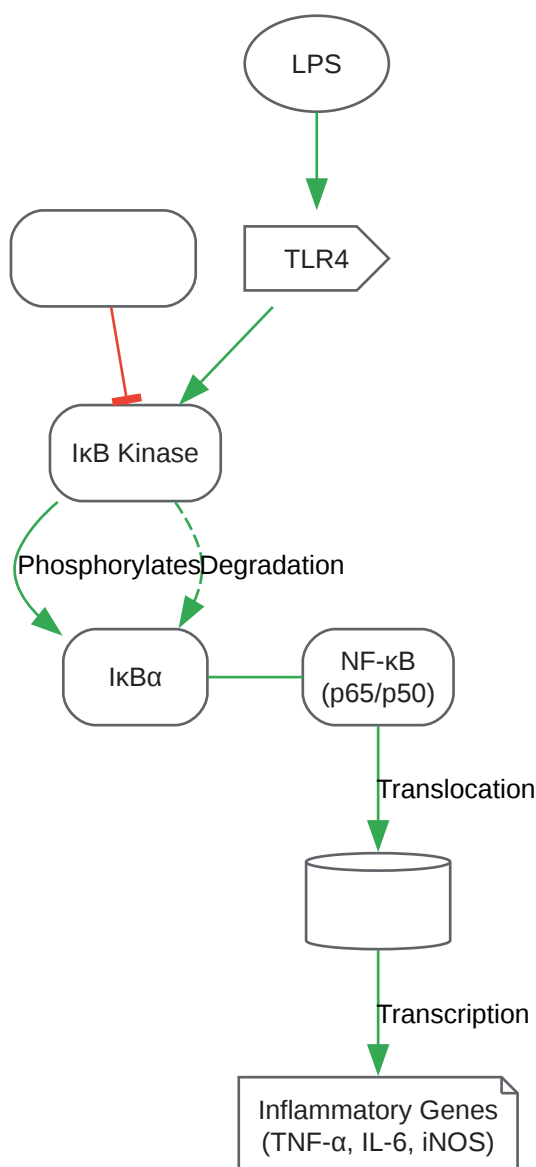 LPS
TLR4
IκB Kinase
Phosphorylates
Degradation
IκBα
NF-κB
(p65/p50)
Translocation
Transcription
Inflammatory Genes
(TNF-α, IL-6, iNOS)